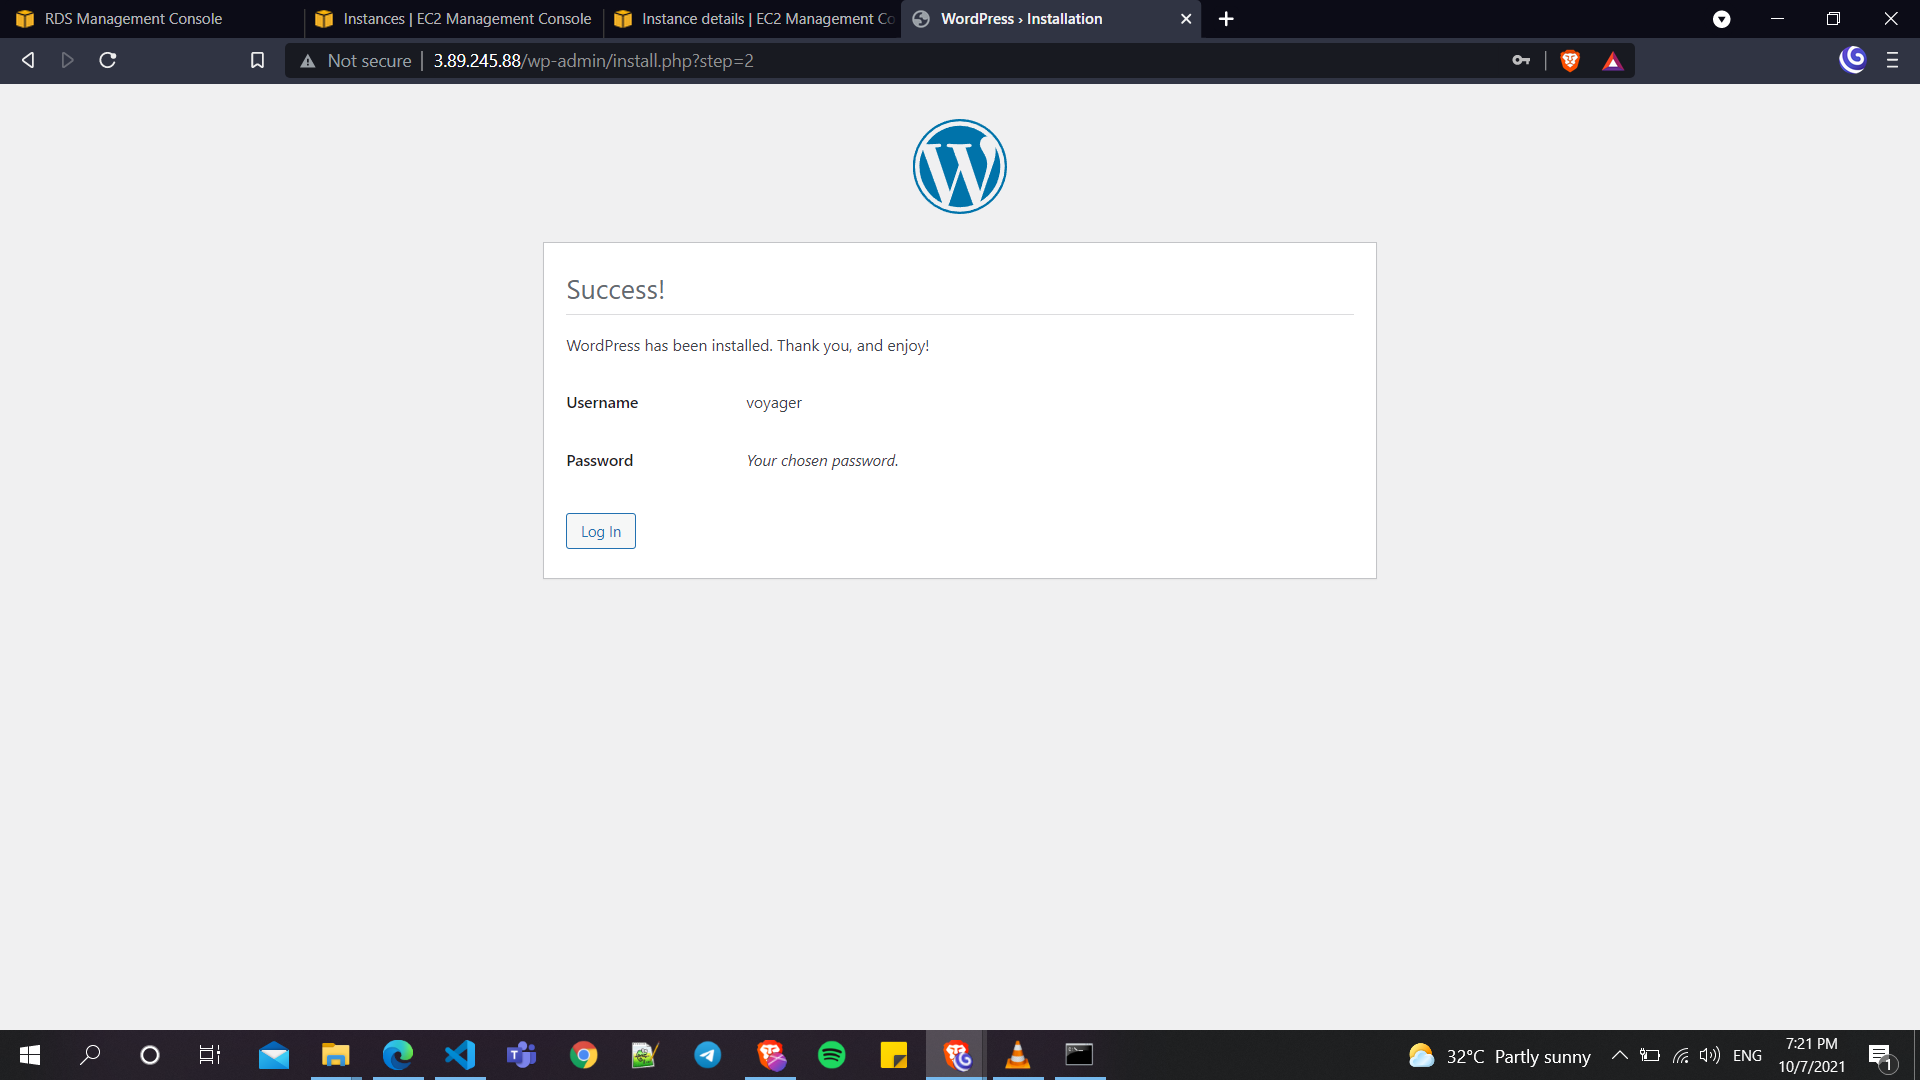 RDS Management Console
Instances | EC2 Management Console
Instance details | EC2 Management Co
WordPress › Installation
Not secure | 3.89.245.88/wp-admin/install.php?step=2
Success!
WordPress has been installed. Thank you, and enjoy!
Username voyager
Password Your chosen password.
Log In
32°C Partly sunny
ENG
7:21 PM
10/7/2021
1